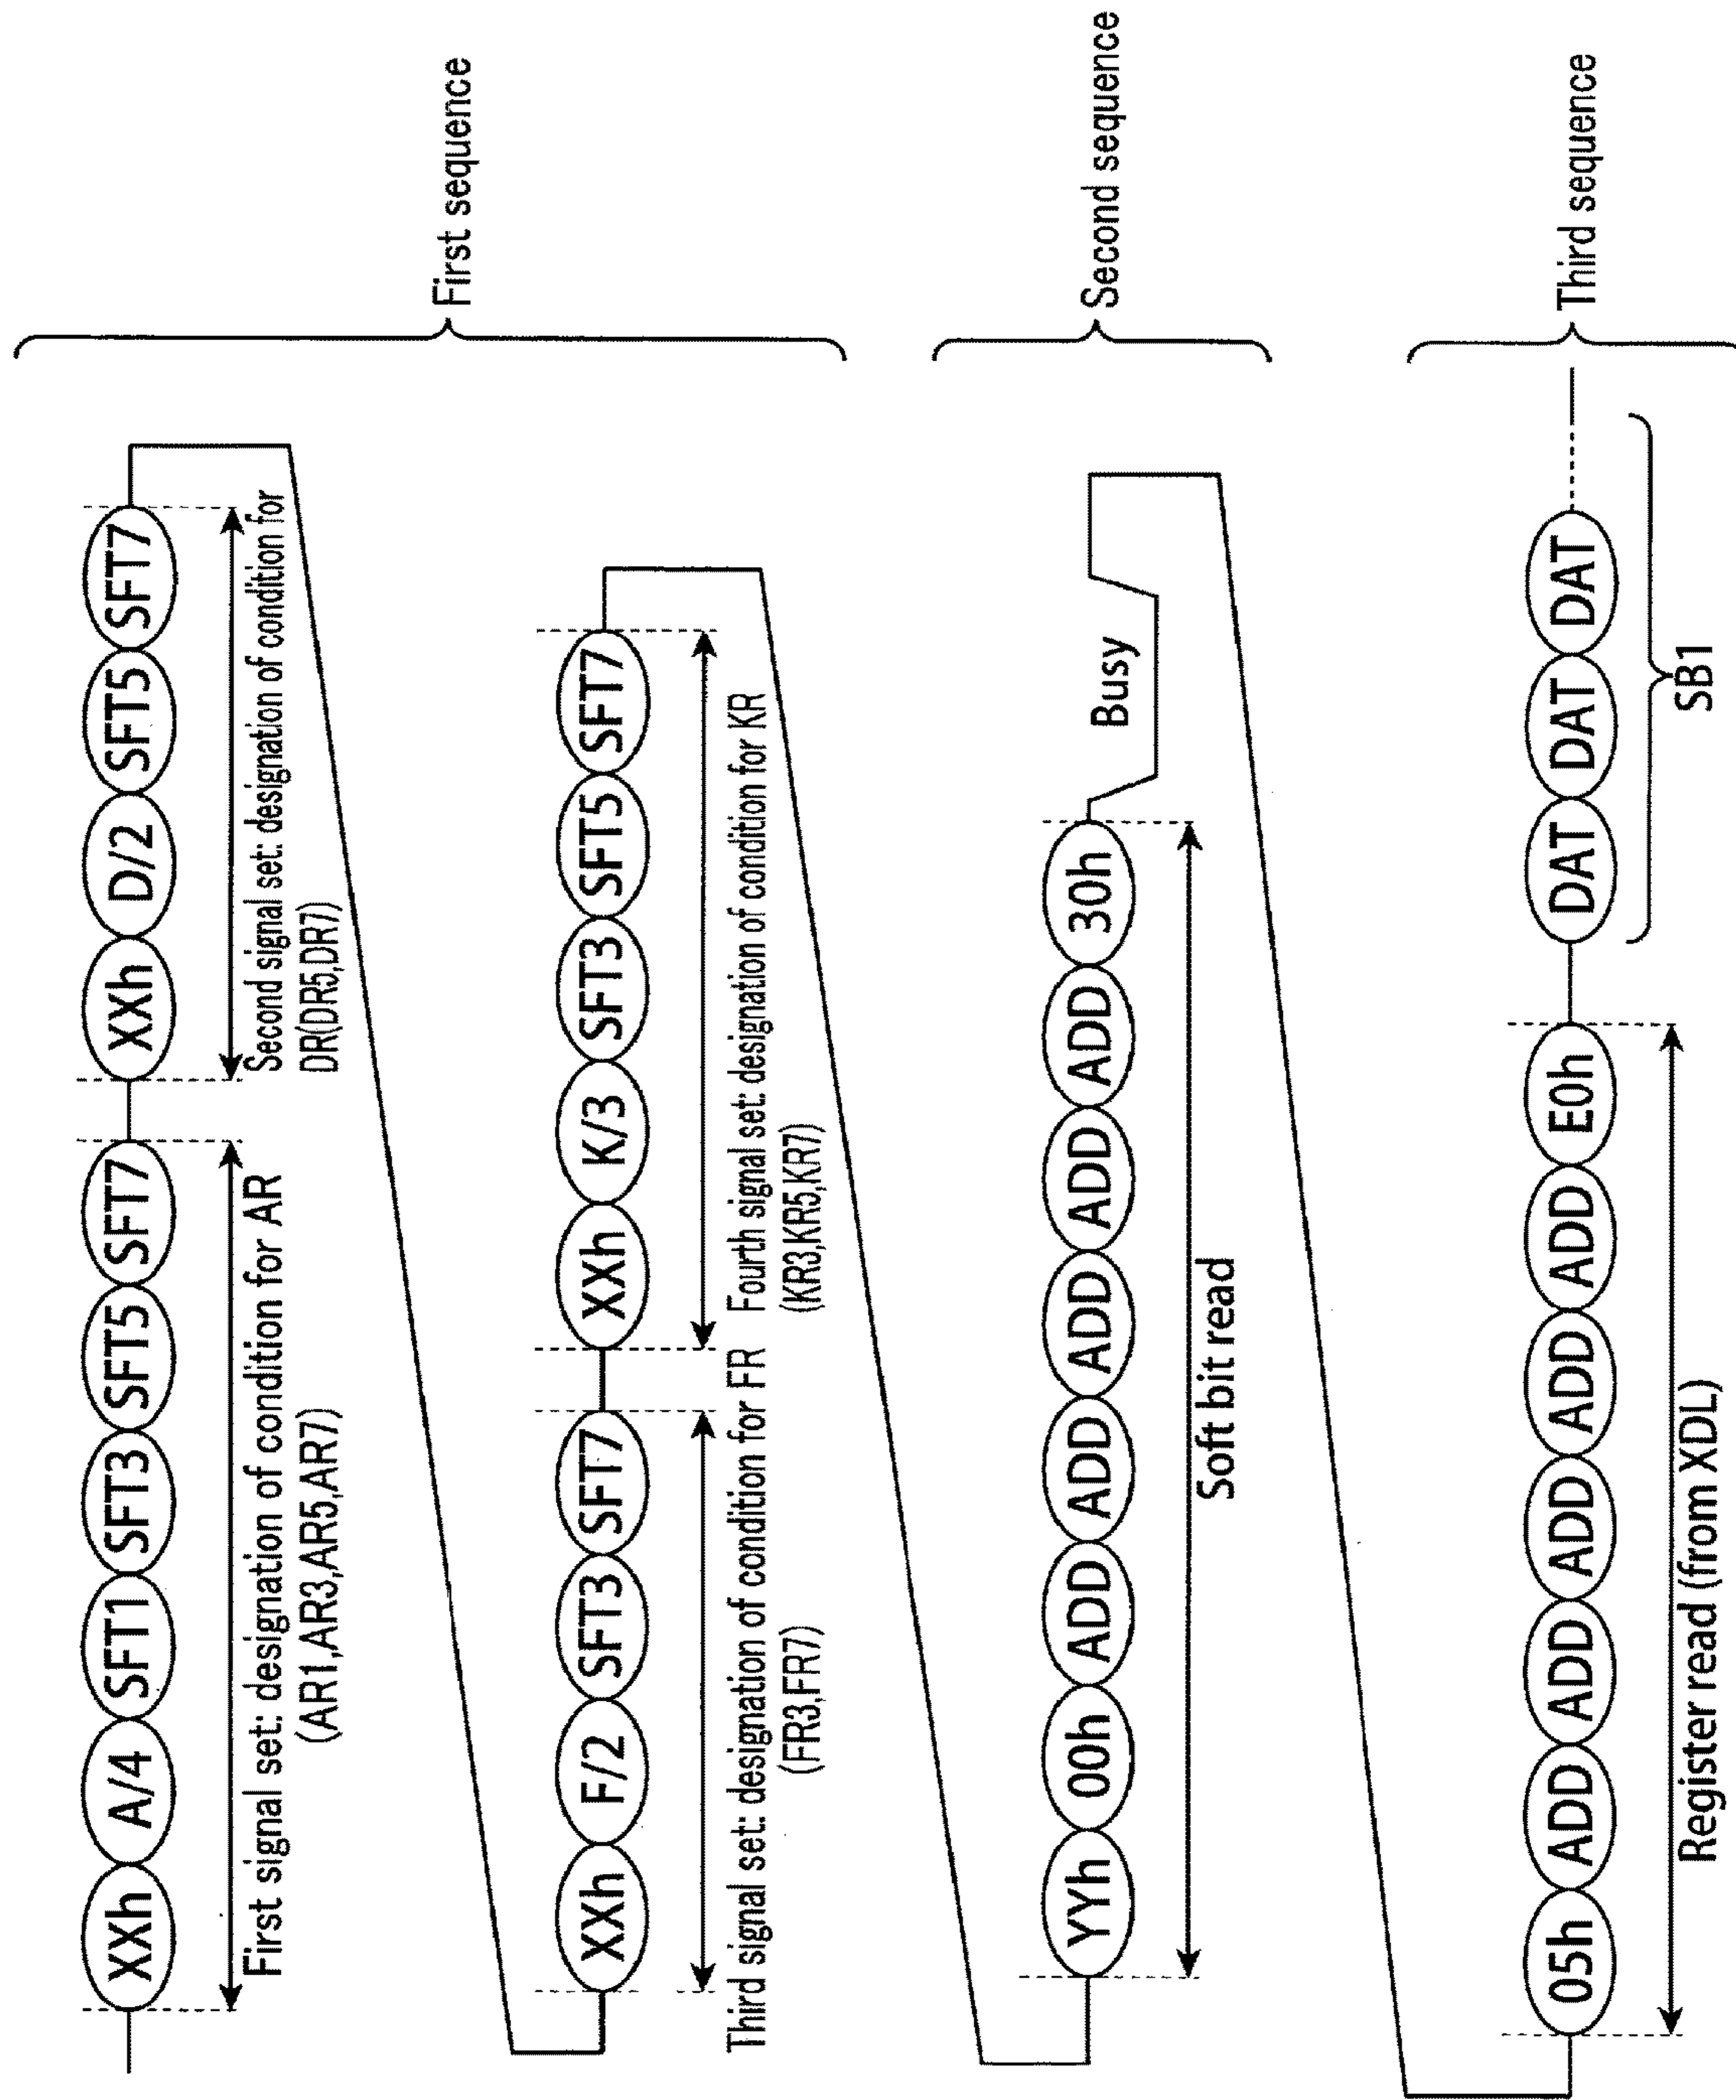 XXh A/4 SFT1 SFT3 SFT5 SFT7 XXh D/2 SFT5 SFT7
First signal set: designation of condition for AR
(AR1,AR3,AR5,AR7)
Second signal set: designation of condition for
DR(DR5,DR7)
First sequence
XXh F/2 SFT3 SFT7 XXh K/3 SFT3 SFT5 SFT7
Third signal set: designation of condition for FR
(FR3,FR7)
Fourth signal set: designation of condition for KR
(KR3,KR5,KR7)
YYh 00h ADD ADD ADD ADD ADD 30h Busy
Soft bit read
Second sequence
05h ADD ADD ADD ADD ADD E0h DAT DAT DAT
Register read (from XDL)
SB1
Third sequence